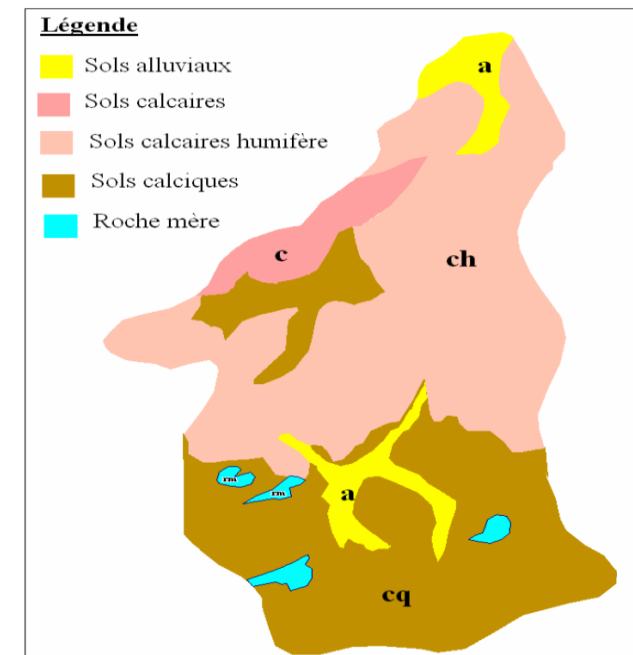 Légende
Sols alluviaux
Sols calcaires
Sols calcaires humifère
Sols calciques
Roche mère
a
c
ch
rm
rm
a
cq